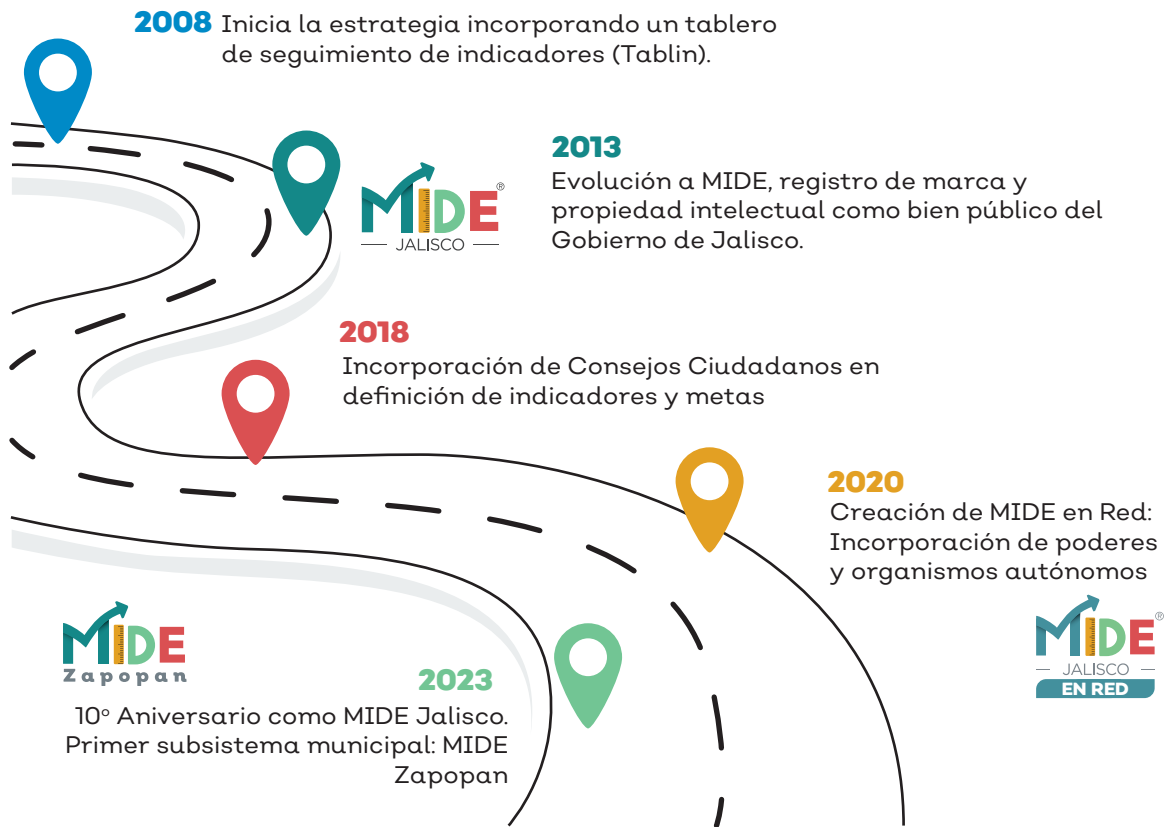 2008 Inicia la estrategia incorporando un tablero
de seguimiento de indicadores (Tablin).
MIDE®
JALISCO
2013
Evolución a MIDE, registro de marca y
propiedad intelectual como bien público del
Gobierno de Jalisco.
2018
Incorporación de Consejos Ciudadanos en
definición de indicadores y metas
2020
Creación de MIDE en Red:
Incorporación de poderes
y organismos autónomos
MIDE®
JALISCO
EN RED
MIDE
Zapopan
2023
10° Aniversario como MIDE Jalisco.
Primer subsistema municipal: MIDE
Zapopan